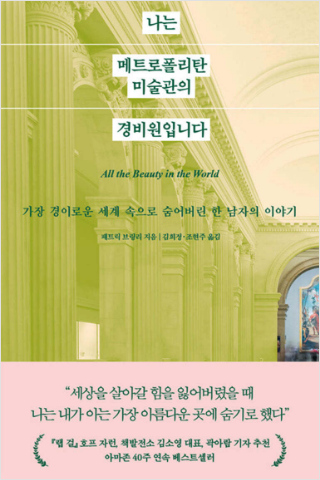 나는
메트로폴리탄
미술관의
경비원입니다
All the Beauty in the World
가장 경이로운 세계 속으로 숨어버린 한 남자의 이야기
패트릭 브링리 지음 | 김희정·조현주 옮김
“세상을 살아갈 힘을 잃어버렸을 때
나는 내가 아는 가장 아름다운 곳에 숨기로 했다”
『랩 걸』 호프 자런, 책발전소 김소영 대표, 곽아람 기자 추천
아마존 40주 연속 베스트셀러